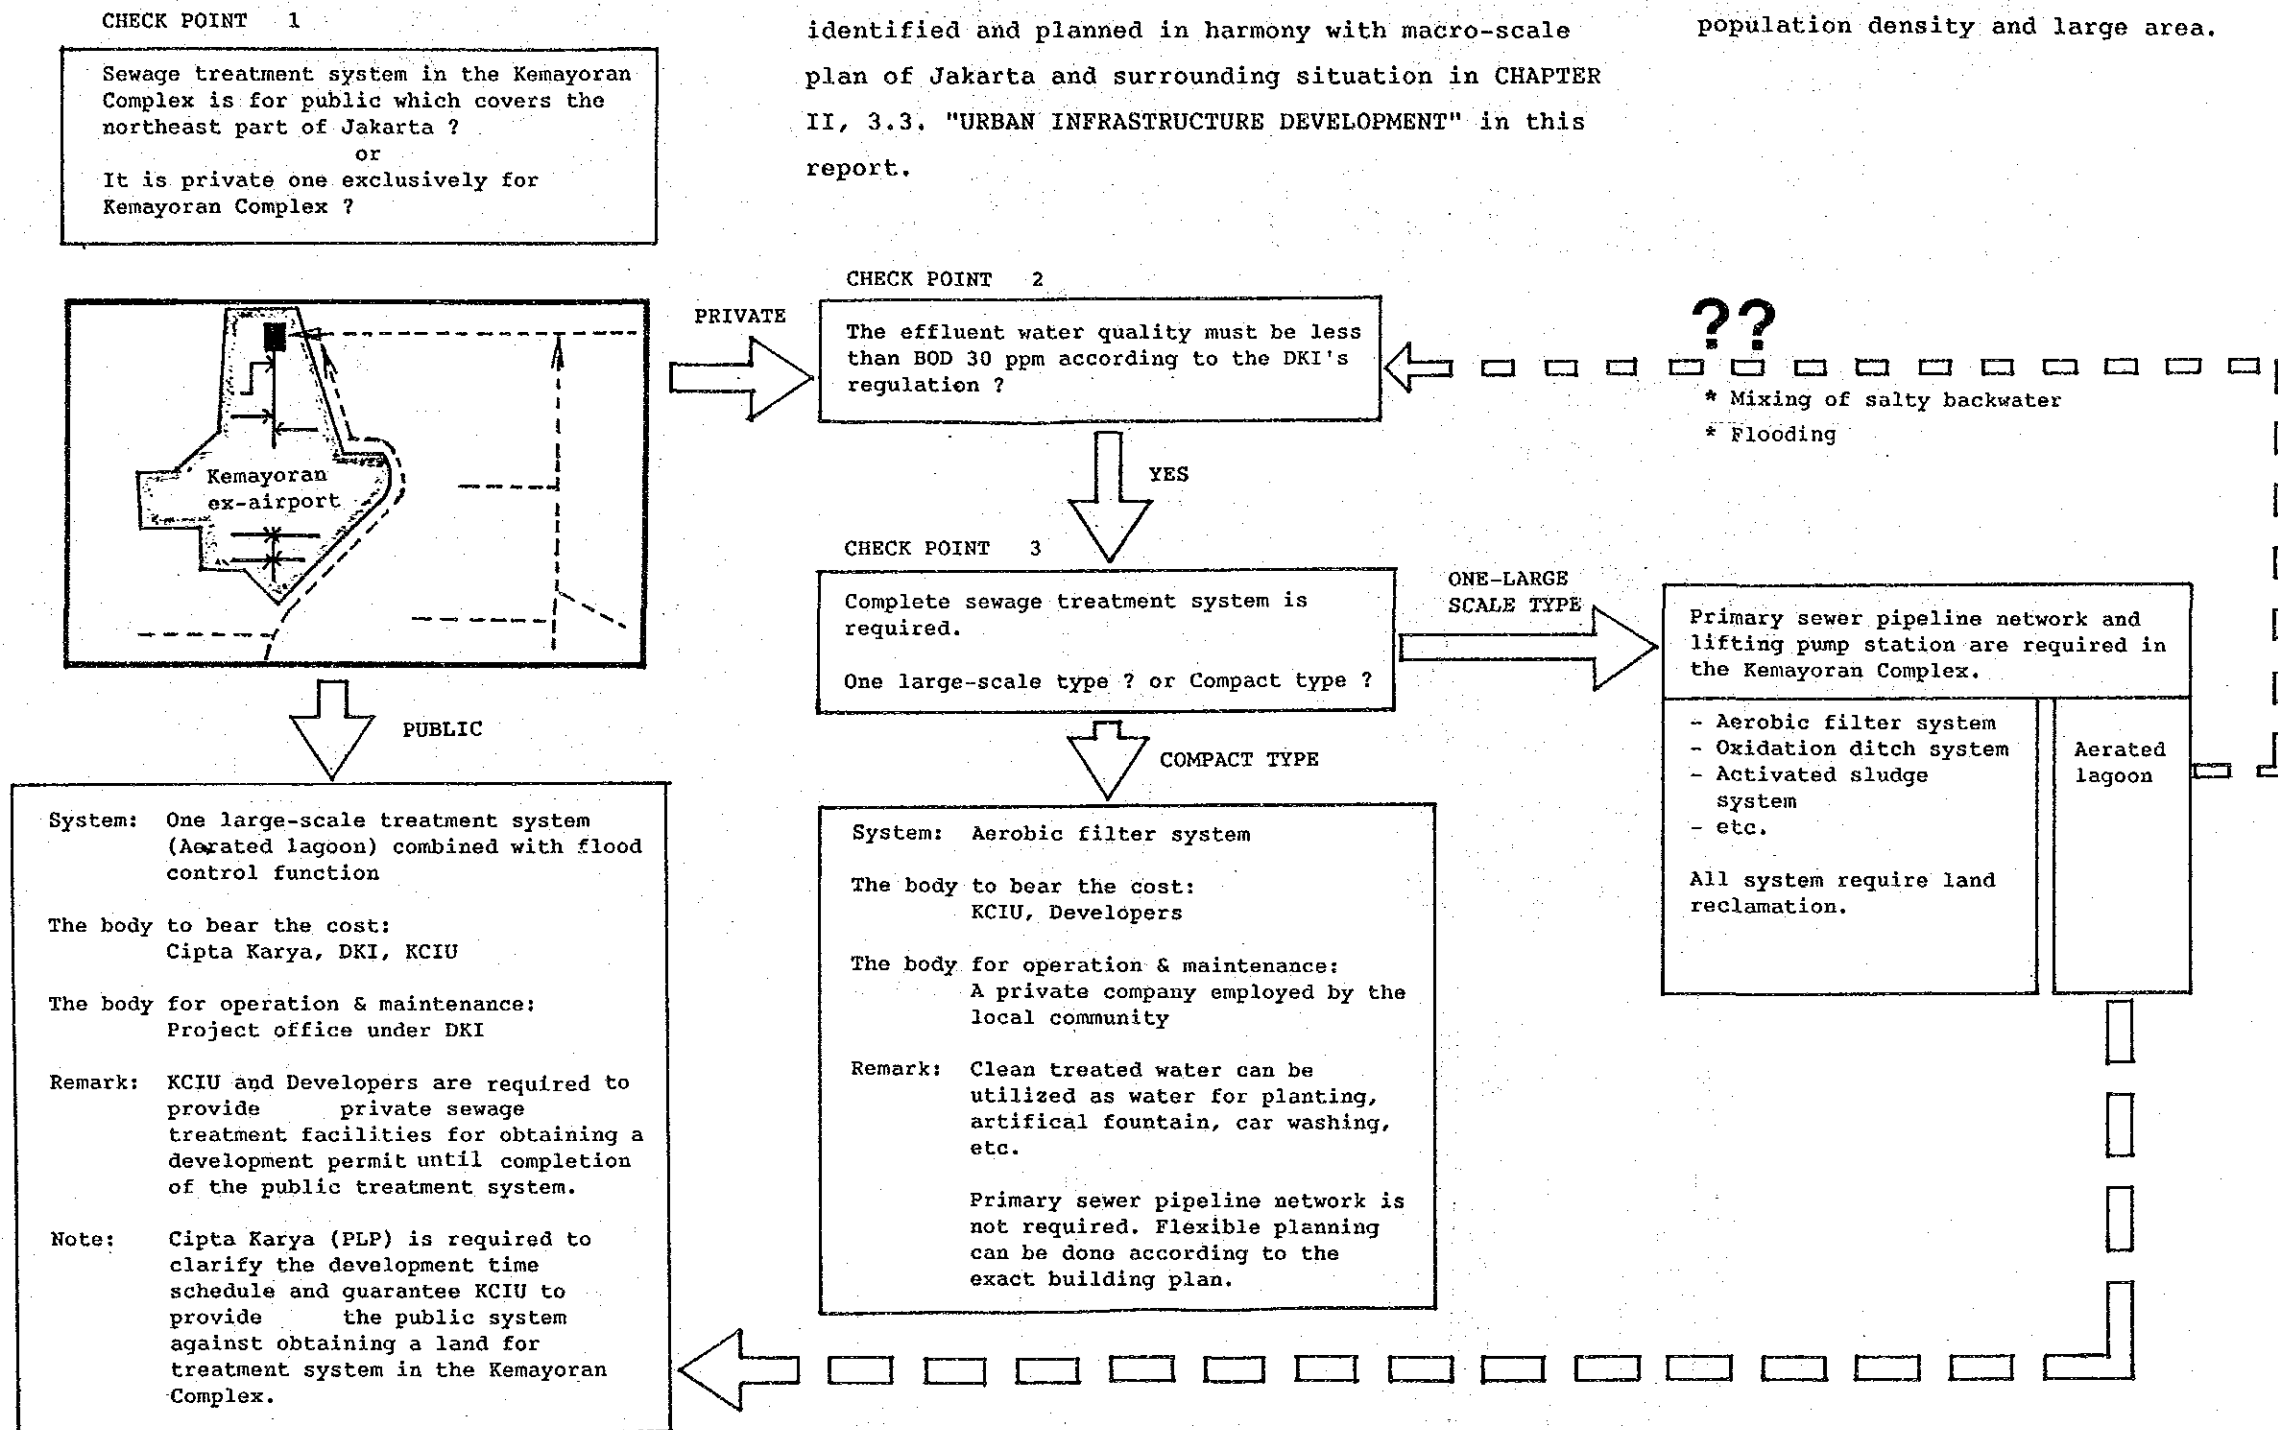 CHECK POINT 1
Sewage treatment system in the Kemayoran
Complex is for public which covers the
northeast part of Jakarta ?
or
It is private one exclusively for
Kemayoran Complex ?
identified and planned in harmony with macro-scale
plan of Jakarta and surrounding situation in CHAPTER
II, 3.3. "URBAN INFRASTRUCTURE DEVELOPMENT" in this
report.
population density and large area.
Kemayoran
ex-airport
PRIVATE
CHECK POINT 2
The effluent water quality must be less
than BOD 30 ppm according to the DKI's
regulation ?
??
* Mixing of salty backwater
* Flooding
YES
CHECK POINT 3
Complete sewage treatment system is
required.
One large-scale type ? or Compact type ?
ONE-LARGE
SCALE TYPE
Primary sewer pipeline network and
lifting pump station are required in
the Kemayoran Complex.
- Aerobic filter system
- Oxidation ditch system
- Activated sludge
system
- etc.
All system require land
reclamation.
Aerated
lagoon
PUBLIC
System: One large-scale treatment system
(Aerated lagoon) combined with flood
control function
The body to bear the cost:
Cipta Karya, DKI, KCIU
The body for operation & maintenance:
Project office under DKI
Remark: KCIU and Developers are required to
provide private sewage
treatment facilities for obtaining a
development permit until completion
of the public treatment system.
Note: Cipta Karya (PLP) is required to
clarify the development time
schedule and guarantee KCIU to
provide the public system
against obtaining a land for
treatment system in the Kemayoran
Complex.
COMPACT TYPE
System: Aerobic filter system
The body to bear the cost:
KCIU, Developers
The body for operation & maintenance:
A private company employed by the
local community
Remark: Clean treated water can be
utilized as water for planting,
artifical fountain, car washing,
etc.
Primary sewer pipeline network is
not required. Flexible planning
can be done according to the
exact building plan.